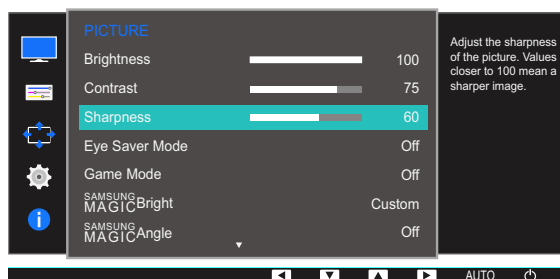 PICTURE
Brightness 100
Contrast 75
Sharpness 60
Eye Saver Mode Off
Game Mode Off
SAMSUNG
MAGICBright Custom
SAMSUNG
MAGICAngle Off
Adjust the sharpness
of the picture. Values
closer to 100 mean a
sharper image.
AUTO